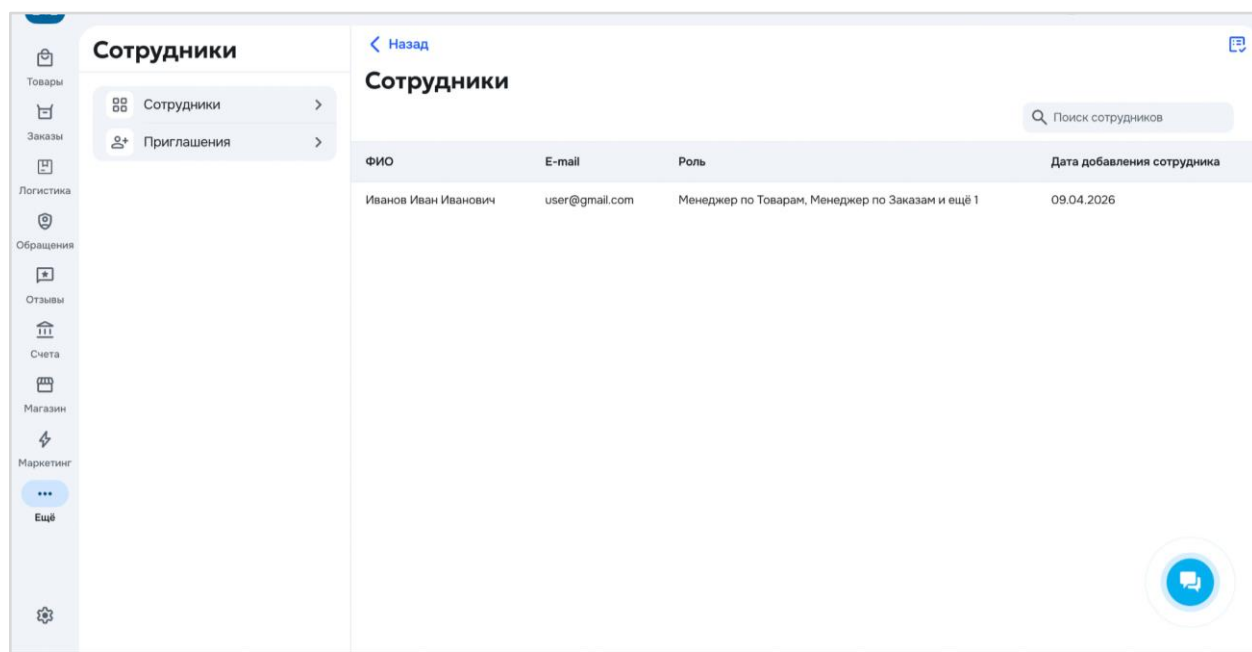 Товары
Заказы
Логистика
Обращения
Отзывы
Счета
Магазин
Маркетинг
Ещё
Сотрудники
Сотрудники
Приглашения
Назад
Сотрудники
Поиск сотрудников
ФИО E-mail Роль Дата добавления сотрудника
Иванов Иван Иванович user@gmail.com Менеджер по Товарам, Менеджер по Заказам и ещё 1 09.04.2026